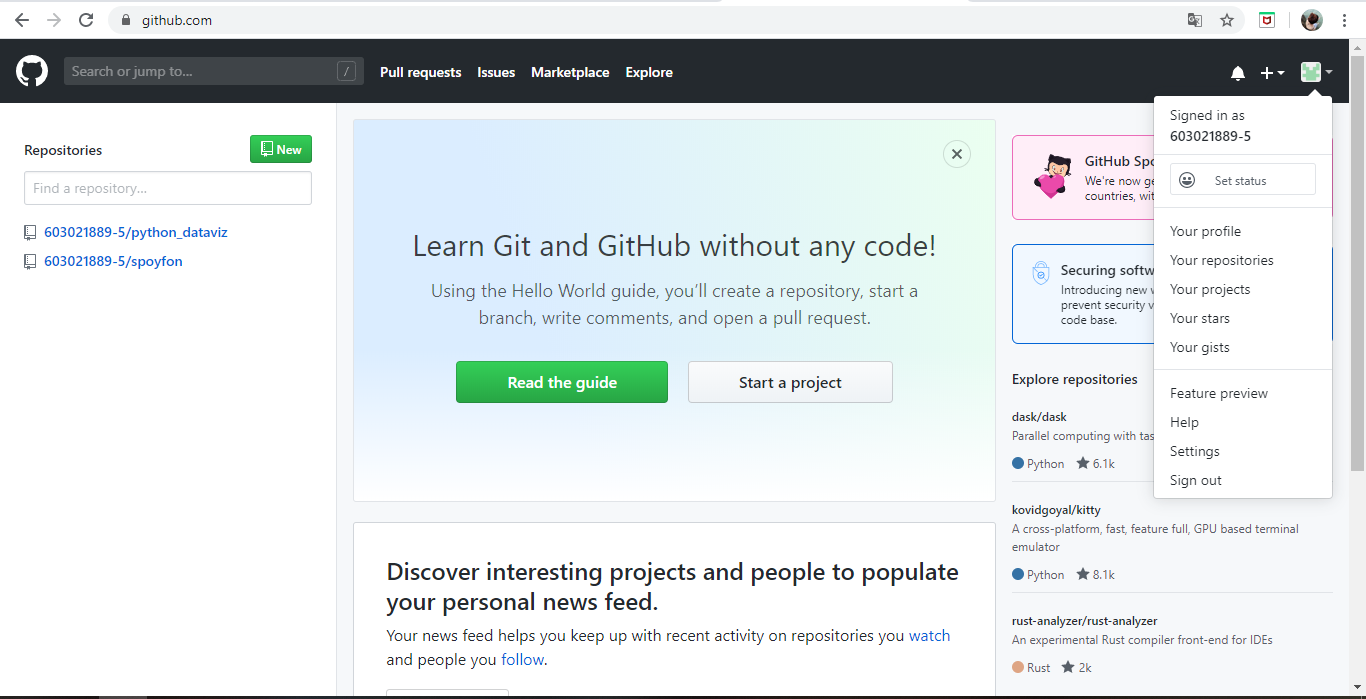 github.com
Search or jump to...
/
Pull requests
Issues
Marketplace
Explore
Signed in as
603021889-5
Set status
Your profile
Your repositories
Your projects
Your stars
Your gists
Feature preview
Help
Settings
Sign out
Repositories
New
Find a repository...
603021889-5/python_dataviz
603021889-5/spoyfon
Learn Git and GitHub without any code!
Using the Hello World guide, you’ll create a repository, start a
branch, write comments, and open a pull request.
Read the guide
Start a project
Discover interesting projects and people to populate
your personal news feed.
Your news feed helps you keep up with recent activity on repositories you watch
and people you follow.
GitHub Spo
We're now ge
countries, wit
Securing softw
Introducing new
prevent security v
code base.
Explore repositories
dask/dask
Parallel computing with tas
Python 6.1k
kovidgoyal/kitty
A cross-platform, fast, feature full, GPU based terminal
emulator
Python 8.1k
rust-analyzer/rust-analyzer
An experimental Rust compiler front-end for IDEs
Rust 2k